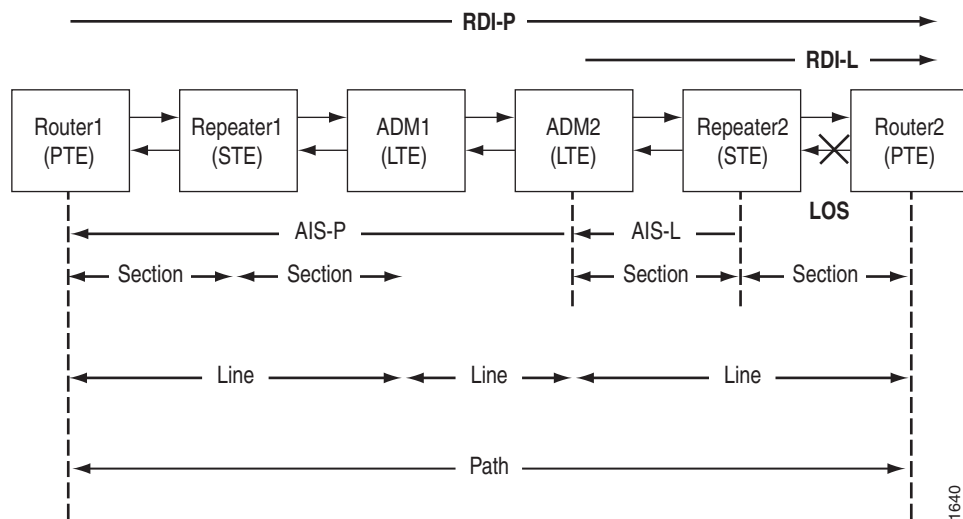 RDI-P
RDI-L
Router1
(PTE)
Repeater1
(STE)
ADM1
(LTE)
ADM2
(LTE)
Repeater2
(STE)
Router2
(PTE)
LOS
AIS-P
AIS-L
Section
Section
Section
Section
Line
Line
Line
Path
1640